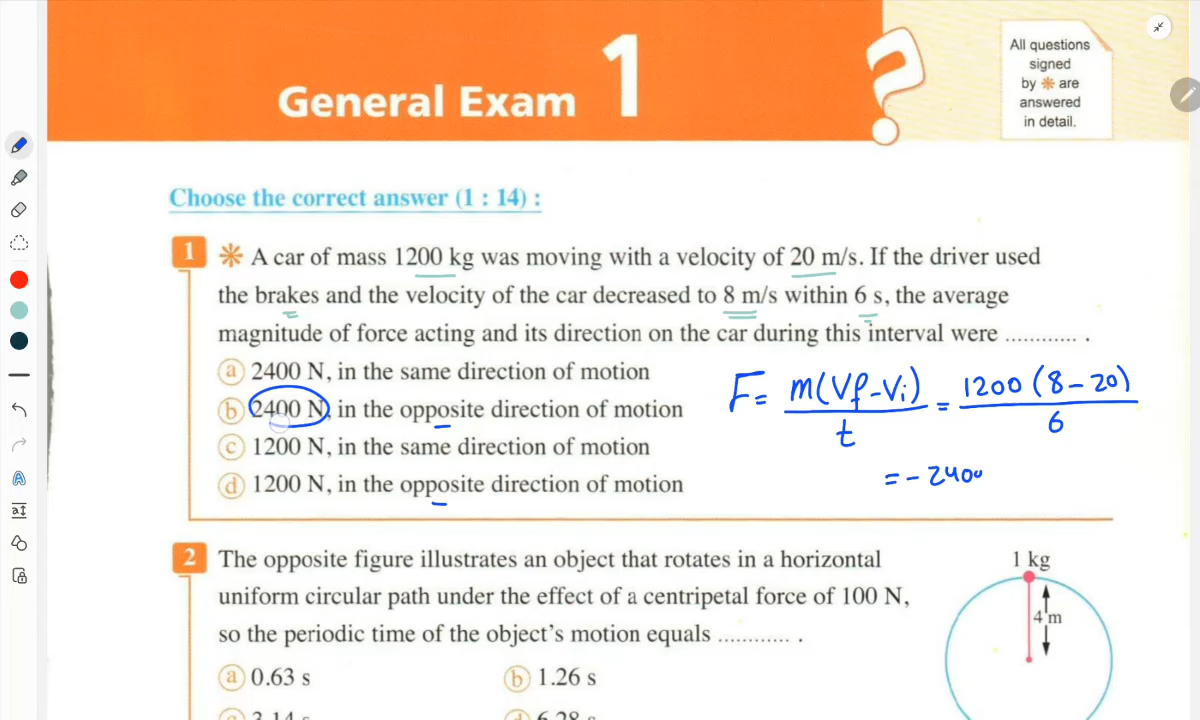 General Exam 1
All questions
signed
by ✻ are
answered
in detail.
Choose the correct answer (1 : 14) :
1 ✻ A car of mass 1200 kg was moving with a velocity of 20 m/s. If the driver used
the brakes and the velocity of the car decreased to 8 m/s within 6 s, the average
magnitude of force acting and its direction on the car during this interval were ............ .
a 2400 N, in the same direction of motion
b 2400 N, in the opposite direction of motion
c 1200 N, in the same direction of motion
d 1200 N, in the opposite direction of motion
F = m(Vf - Vi) / t = 1200 (8 - 20) / 6
= - 2400
2 The opposite figure illustrates an object that rotates in a horizontal
uniform circular path under the effect of a centripetal force of 100 N,
so the periodic time of the object's motion equals ............ .
1 kg
4 m
a 0.63 s b 1.26 s
c 3.14 s d 6.28 s